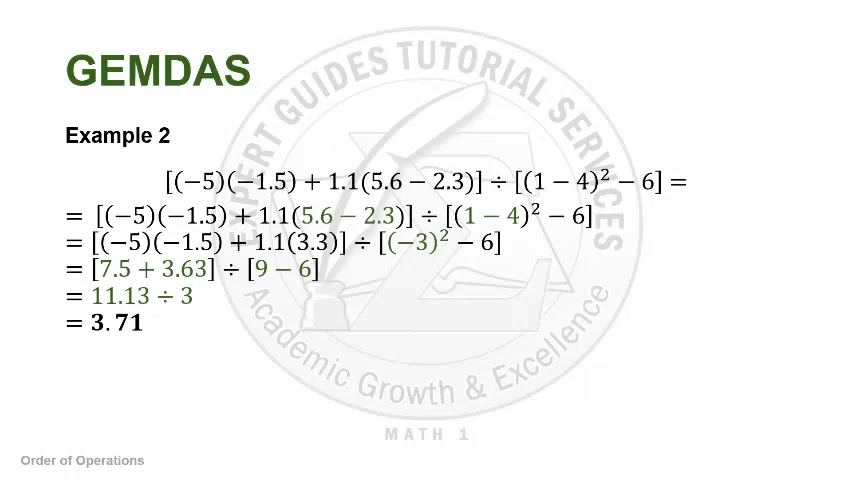 GEMDAS
Example 2
[(−5)(−1.5) + 1.1(5.6 − 2.3)] ÷ [(1 − 4)² − 6] =
= [(−5)(−1.5) + 1.1(5.6 − 2.3)] ÷ [(1 − 4)² − 6]
= [(−5)(−1.5) + 1.1(3.3)] ÷ [(−3)² − 6]
= [7.5 + 3.63] ÷ [9 − 6]
= 11.13 ÷ 3
= 3.71
EXPERT GUIDES TUTORIAL SERVICES
Academic Growth & Excellence
MATH 1
Order of Operations